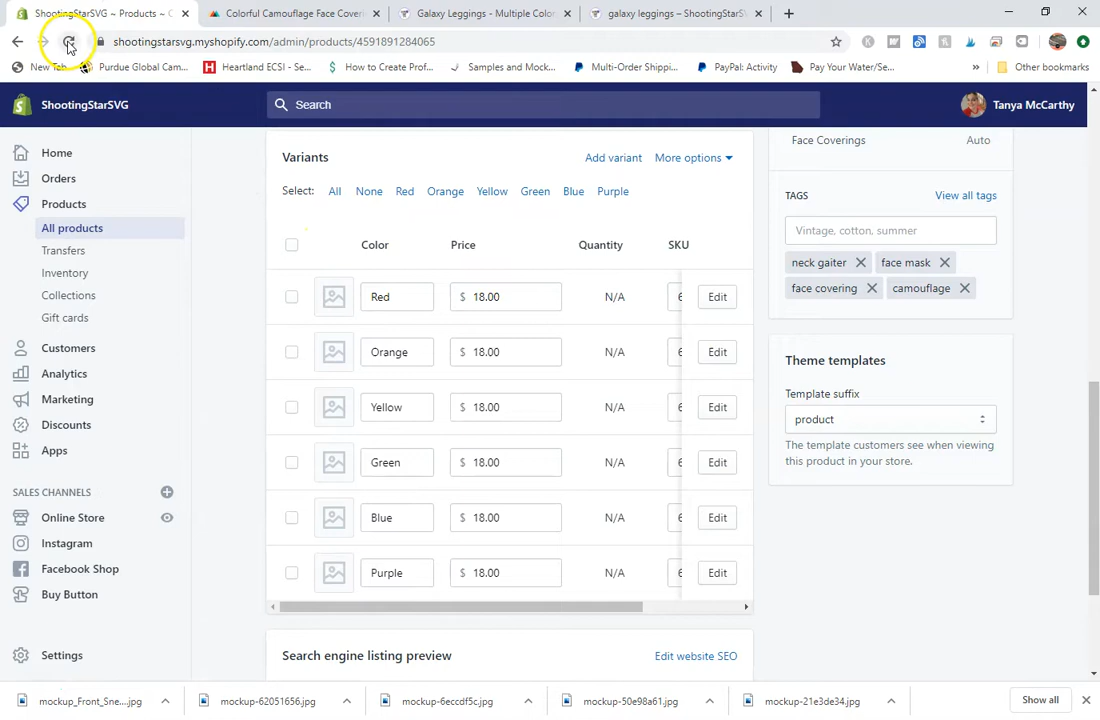 ShootingStarSVG ~ Products ~ C
Colorful Camouflage Face Coveri
Galaxy Leggings - Multiple Color
galaxy leggings – ShootingStarSV
shootingstarsvg.myshopify.com/admin/products/4591891284065
New Tab
Purdue Global Cam...
Heartland ECSI - Se...
How to Create Prof...
Samples and Mock...
Multi-Order Shippi...
PayPal: Activity
Pay Your Water/Se...
Other bookmarks
ShootingStarSVG
Search
Tanya McCarthy
Home
Orders
Products
All products
Transfers
Inventory
Collections
Gift cards
Customers
Analytics
Marketing
Discounts
Apps
SALES CHANNELS
Online Store
Instagram
Facebook Shop
Buy Button
Settings
Variants
Add variant
More options
Select: All None Red Orange Yellow Green Blue Purple
Color Price Quantity SKU
Red $ 18.00 N/A 6 Edit
Orange $ 18.00 N/A 6 Edit
Yellow $ 18.00 N/A 6 Edit
Green $ 18.00 N/A 6 Edit
Blue $ 18.00 N/A 6 Edit
Purple $ 18.00 N/A 6 Edit
Search engine listing preview
Edit website SEO
Face Coverings Auto
TAGS
View all tags
Vintage, cotton, summer
neck gaiter
face mask
face covering
camouflage
Theme templates
Template suffix
product
The template customers see when viewing
this product in your store.
mockup_Front_Sne....jpg
mockup-62051656.jpg
mockup-6eccdf5c.jpg
mockup-50e98a61.jpg
mockup-21e3de34.jpg
Show all